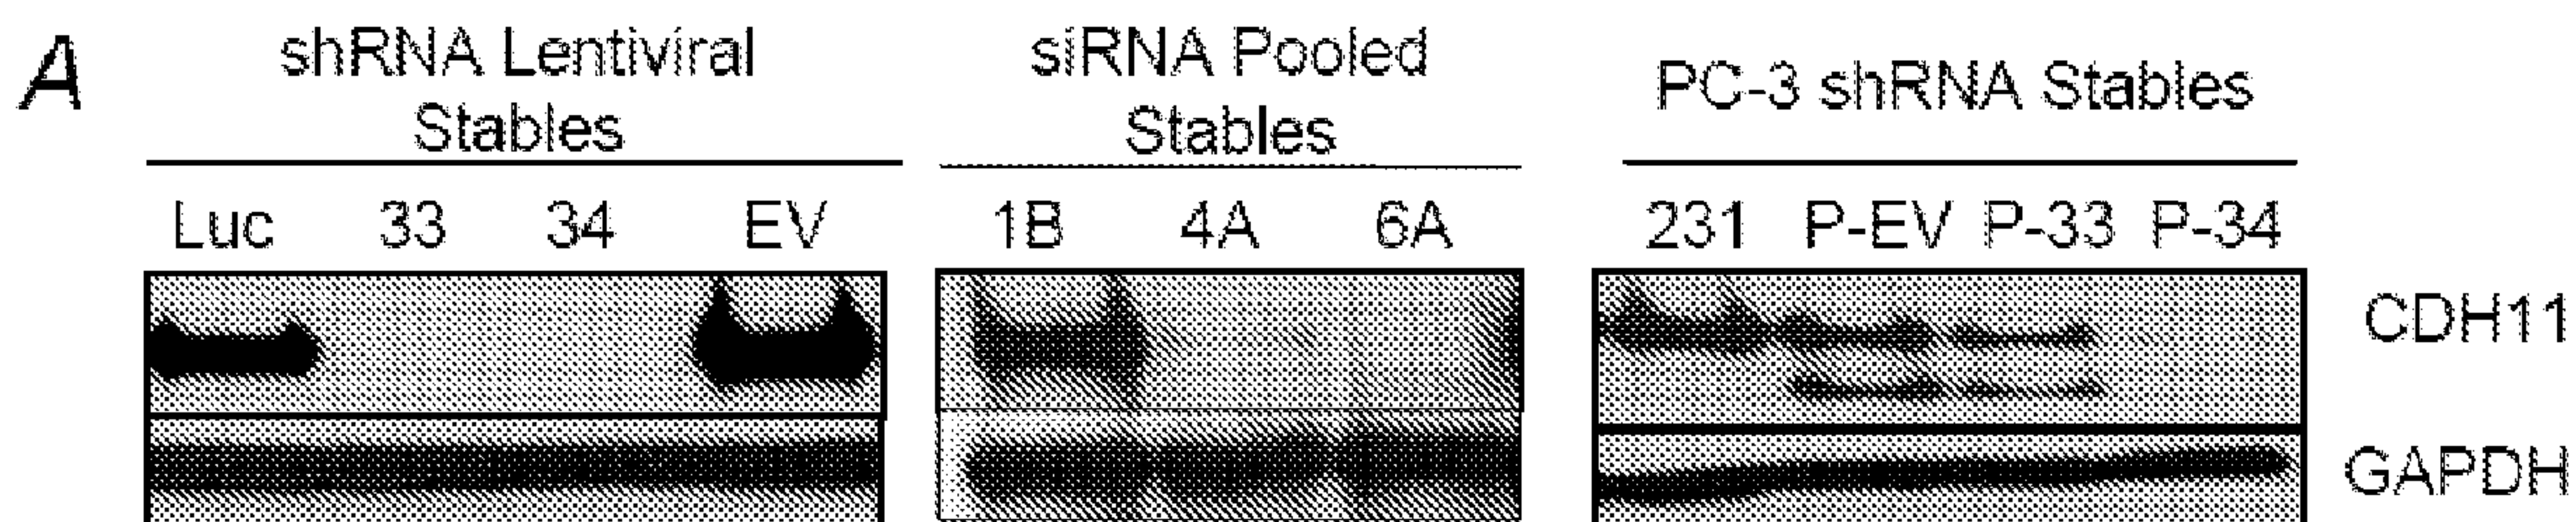 A
shRNA Lentiviral
Stables
siRNA Pooled
Stables
PC-3 shRNA Stables
Luc 33 34 EV
1B 4A 6A
231 P-EV P-33 P-34
CDH11
GAPDH